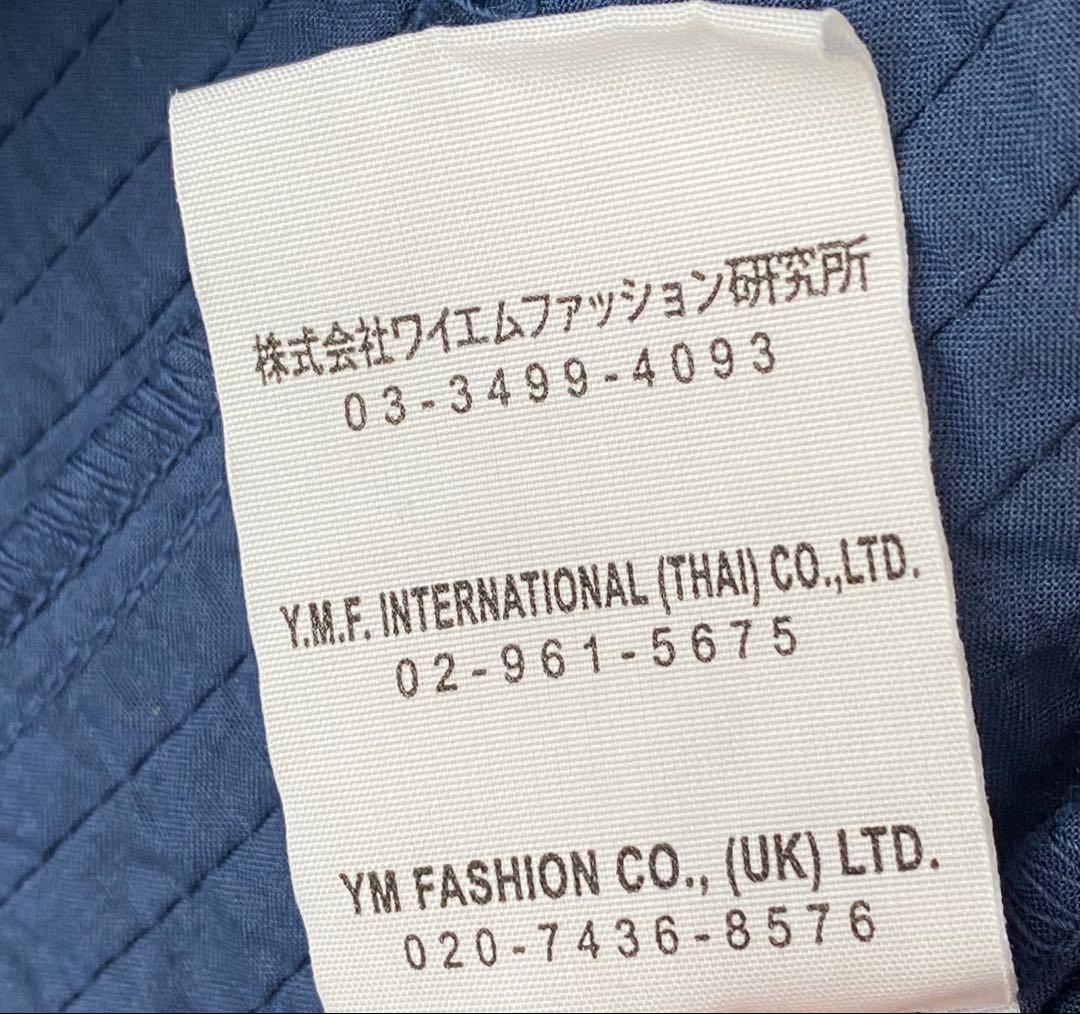 株式会社ワイエムファッション研究所
03-3499-4093
Y.M.F. INTERNATIONAL (THAI) CO.,LTD.
02-961-5675
YM FASHION CO., (UK) LTD.
020-7436-8576